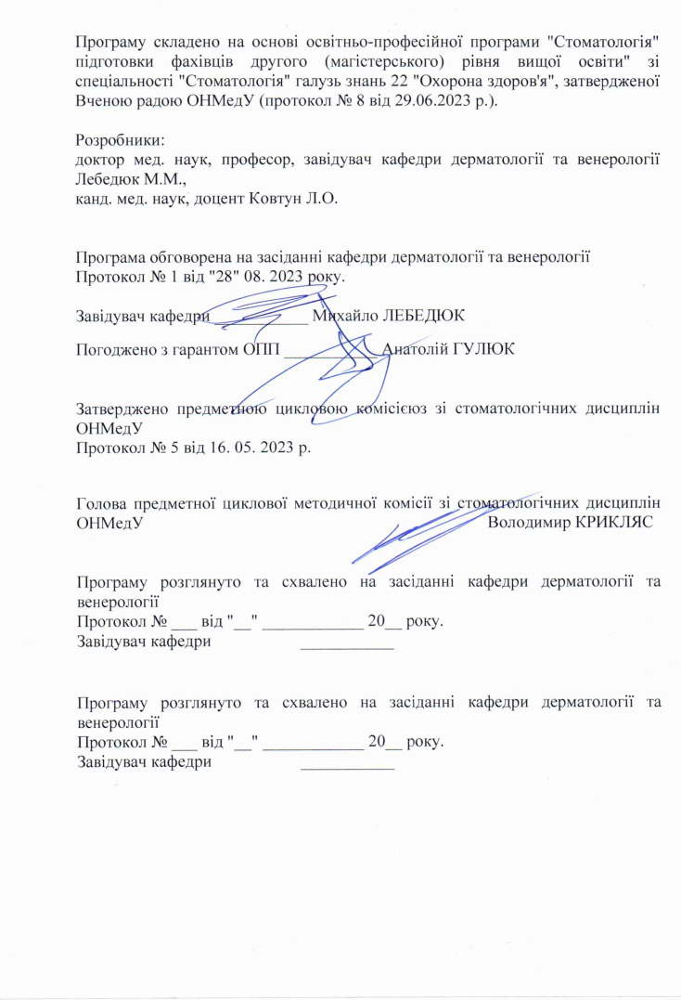 Програму складено на основі освітньо-професійної програми "Стоматологія"
підготовки фахівців другого (магістерського) рівня вищої освіти" зі
спеціальності "Стоматологія" галузь знань 22 "Охорона здоров'я", затвердженої
Вченою радою ОНМедУ (протокол № 8 від 29.06.2023 р.).
Розробники:
доктор мед. наук, професор, завідувач кафедри дерматології та венерології
Лебедюк М.М.,
канд. мед. наук, доцент Ковтун Л.О.
Програма обговорена на засіданні кафедри дерматології та венерології
Протокол № 1 від "28" 08. 2023 року.
Завідувач кафедри ___________ Михайло ЛЕБЕДЮК
Погоджено з гарантом ОПП ___________ Анатолій ГУЛЮК
Затверджено предметною цикловою комісією​з зі стоматологічних дисциплін
ОНМедУ
Протокол № 5 від 16. 05. 2023 р.
Голова предметної циклової методичної комісії зі стоматологічних дисциплін
ОНМедУ Володимир КРИКЛЯС
Програму розглянуто та схвалено на засіданні кафедри дерматології та
венерології
Протокол № ___ від "__" ____________ 20__ року.
Завідувач кафедри ___________
Програму розглянуто та схвалено на засіданні кафедри дерматології та
венерології
Протокол № ___ від "__" ____________ 20__ року.
Завідувач кафедри ___________